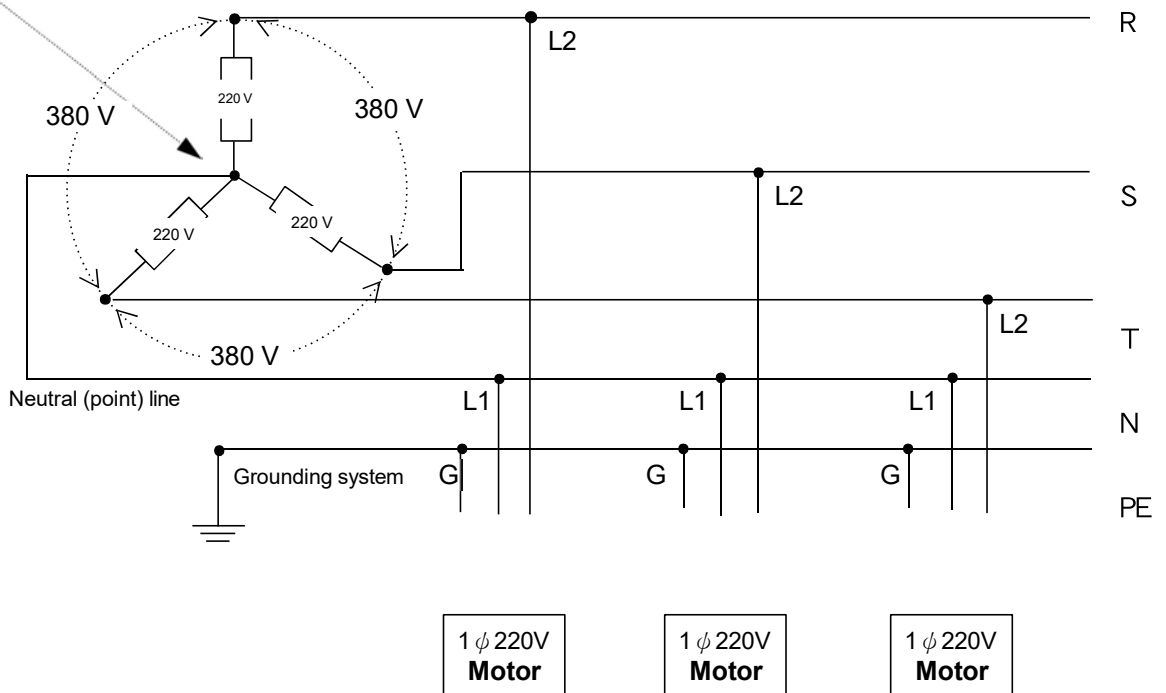 R
L2
220 V
380 V
380 V
S
L2
220 V
220 V
L2
T
380 V
Neutral (point) line
L1
L1
L1
N
Grounding system
G
G
G
PE
1 ϕ 220V
Motor
1 ϕ 220V
Motor
1 ϕ 220V
Motor